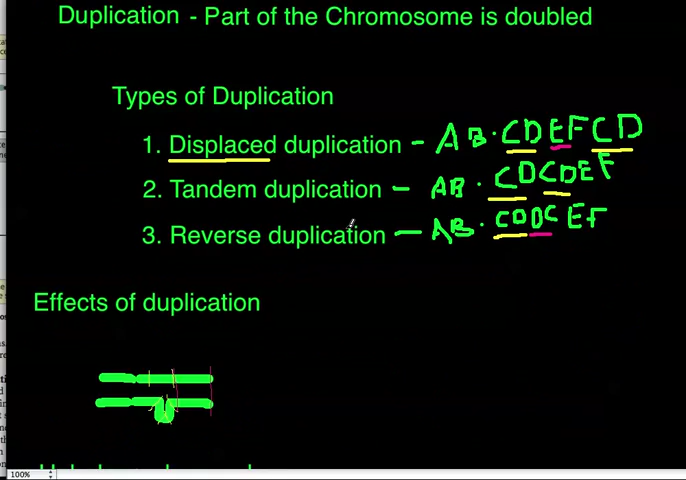 Duplication - Part of the Chromosome is doubled
Types of Duplication
1. Displaced duplication - AB·CDEFCD
2. Tandem duplication - AB·CDCDEF
3. Reverse duplication - AB·CDDCEF
Effects of duplication
100%